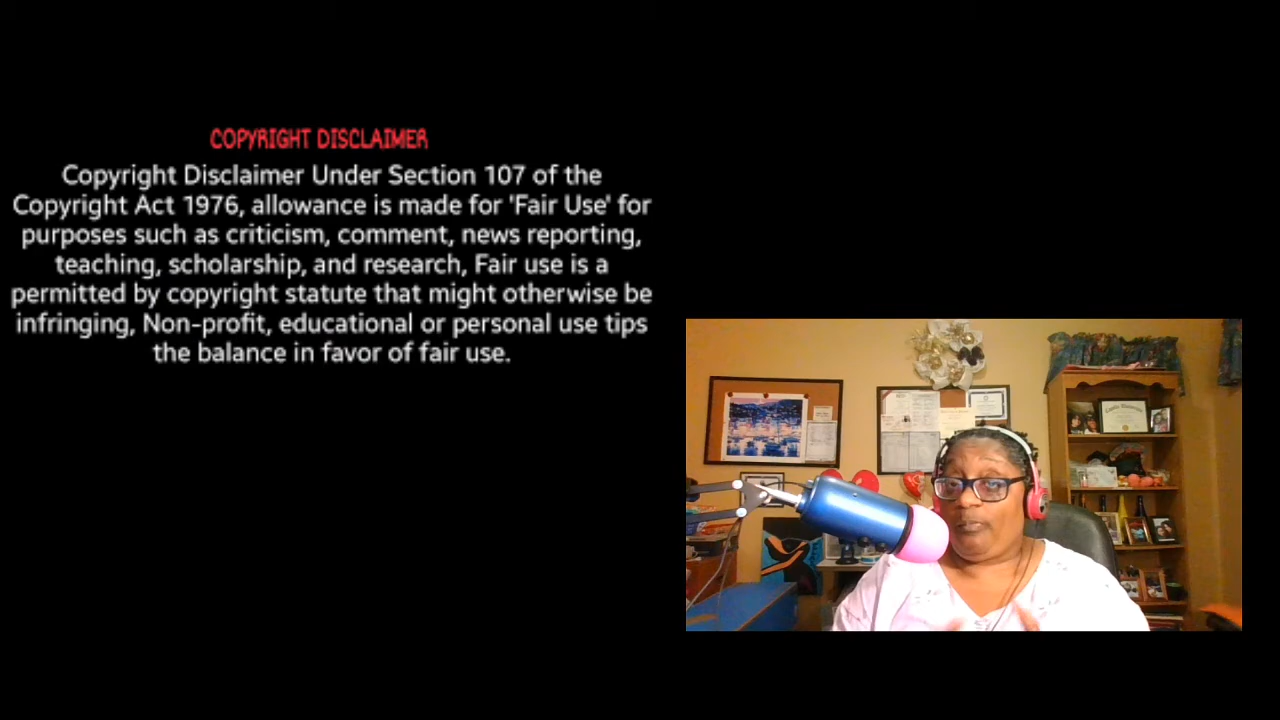 COPYRIGHT DISCLAIMER
Copyright Disclaimer Under Section 107 of the
Copyright Act 1976, allowance is made for 'Fair Use' for
purposes such as criticism, comment, news reporting,
teaching, scholarship, and research, Fair use is a
permitted by copyright statute that might otherwise be
infringing, Non-profit, educational or personal use tips
the balance in favor of fair use.